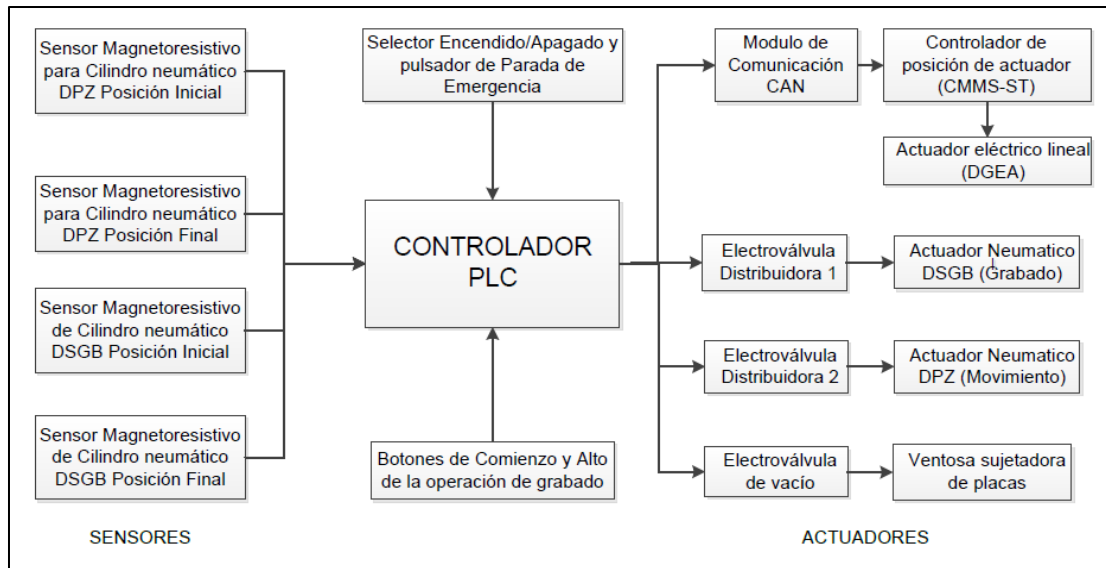 Sensor Magnetoresistivo
para Cilindro neumático
DPZ Posición Inicial
Sensor Magnetoresistivo
para Cilindro neumático
DPZ Posición Final
Sensor Magnetoresistivo
de Cilindro neumático
DSGB Posición Inicial
Sensor Magnetoresistivo
de Cilindro neumático
DSGB Posición Final
SENSORES
Selector Encendido/Apagado y
pulsador de Parada de
Emergencia
CONTROLADOR
PLC
Botones de Comienzo y Alto
de la operación de grabado
Modulo de
Comunicación
CAN
Controlador de
posición de actuador
(CMMS-ST)
Actuador eléctrico lineal
(DGEA)
Electroválvula
Distribuidora 1
Actuador Neumatico
DSGB (Grabado)
Electroválvula
Distribuidora 2
Actuador Neumatico
DPZ (Movimiento)
Electroválvula
de vacío
Ventosa sujetadora
de placas
ACTUADORES